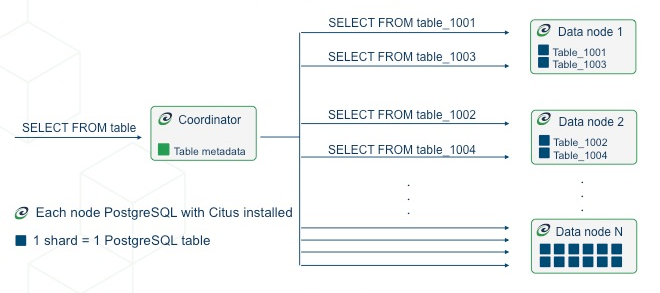 SELECT FROM table
Coordinator
Table metadata
SELECT FROM table_1001
SELECT FROM table_1003
Data node 1
Table_1001
Table_1003
SELECT FROM table_1002
SELECT FROM table_1004
Data node 2
Table_1002
Table_1004
Data node N
Each node PostgreSQL with Citus installed
1 shard = 1 PostgreSQL table